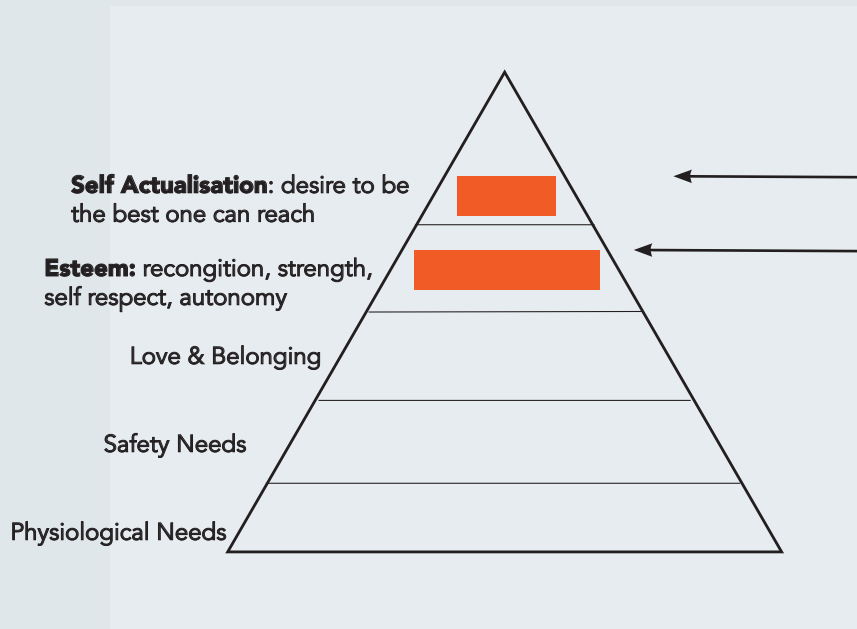 Self Actualisation: desire to be
the best one can reach
Esteem: recongition, strength,
self respect, autonomy
Love & Belonging
Safety Needs
Physiological Needs